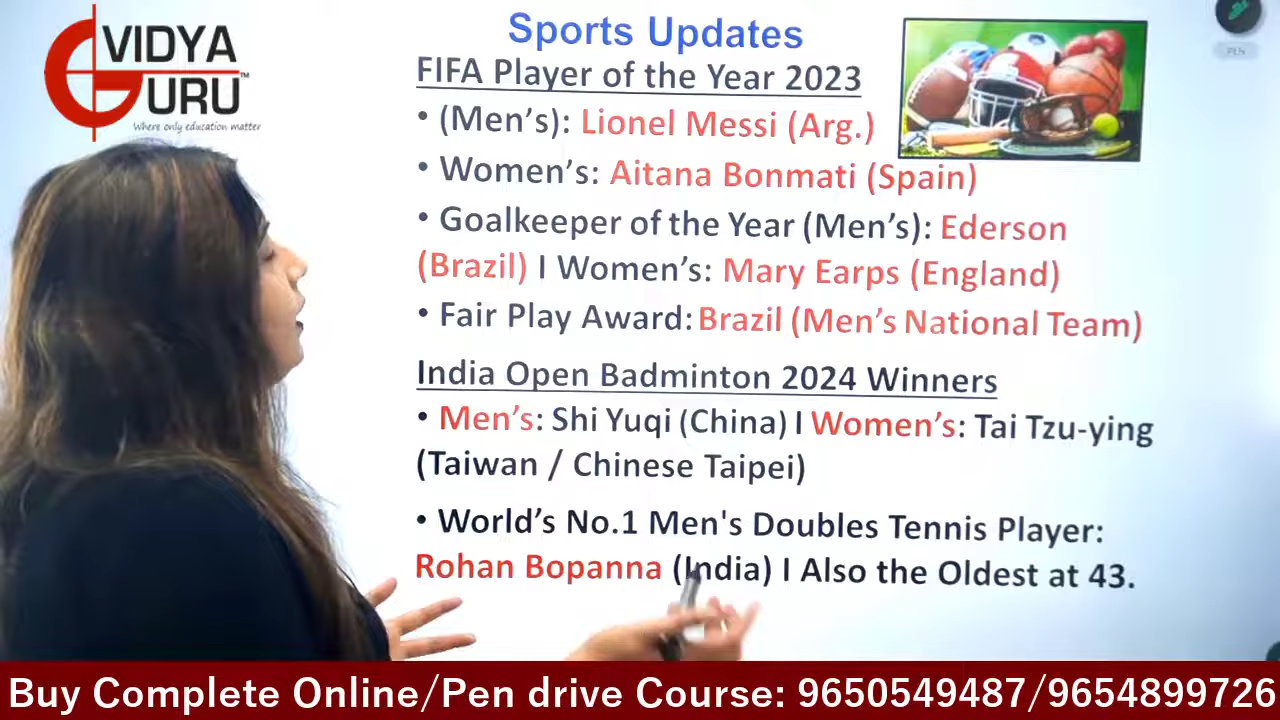 VIDYA
GURU™
Where only education matter
Sports Updates
PEN
FIFA Player of the Year 2023
• (Men's): Lionel Messi (Arg.)
• Women's: Aitana Bonmati (Spain)
• Goalkeeper of the Year (Men's): Ederson
(Brazil) I Women's: Mary Earps (England)
• Fair Play Award: Brazil (Men's National Team)
India Open Badminton 2024 Winners
• Men's: Shi Yuqi (China) I Women's: Tai Tzu-ying
(Taiwan / Chinese Taipei)
• World's No.1 Men's Doubles Tennis Player:
Rohan Bopanna (India) I Also the Oldest at 43.
Buy Complete Online/Pen drive Course: 9650549487/9654899726